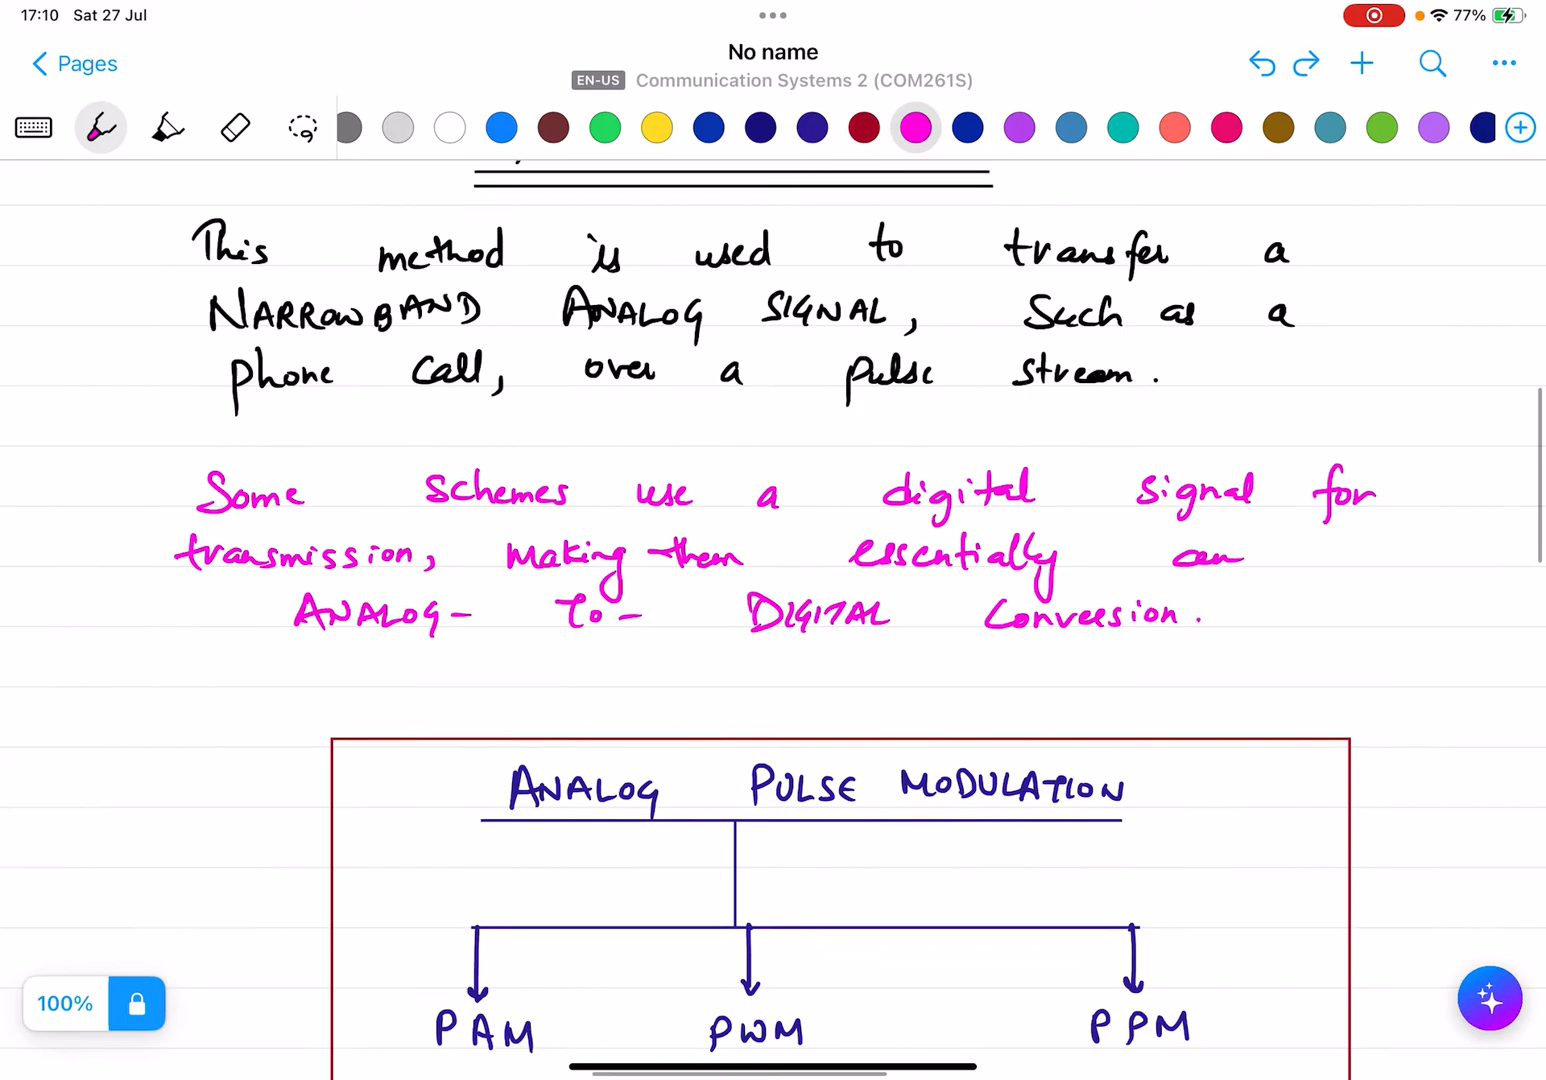 17:10 Sat 27 Jul
77%
Pages
No name
EN-US Communication Systems 2 (COM261S)
This method is used to transfer a
NARROWBAND ANALOG SIGNAL, Such as a
phone call, over a pulse stream.
Some schemes use a digital signal for
transmission, making them essentially an
ANALOG- To- DIGITAL Conversion.
ANALOG PULSE MODULATION
PAM PWM PPM
100%